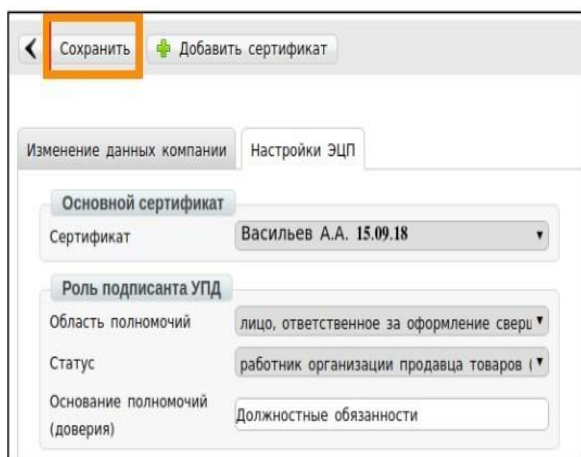 Сохранить Добавить сертификат
Изменение данных компании Настройки ЭЦП
Основной сертификат
Сертификат Васильев А.А. 15.09.18
Роль подписанта УПД
Область полномочий лицо, ответственное за оформление сверш
Статус работник организации продавца товаров (
Основание полномочий
(доверия) Должностные обязанности